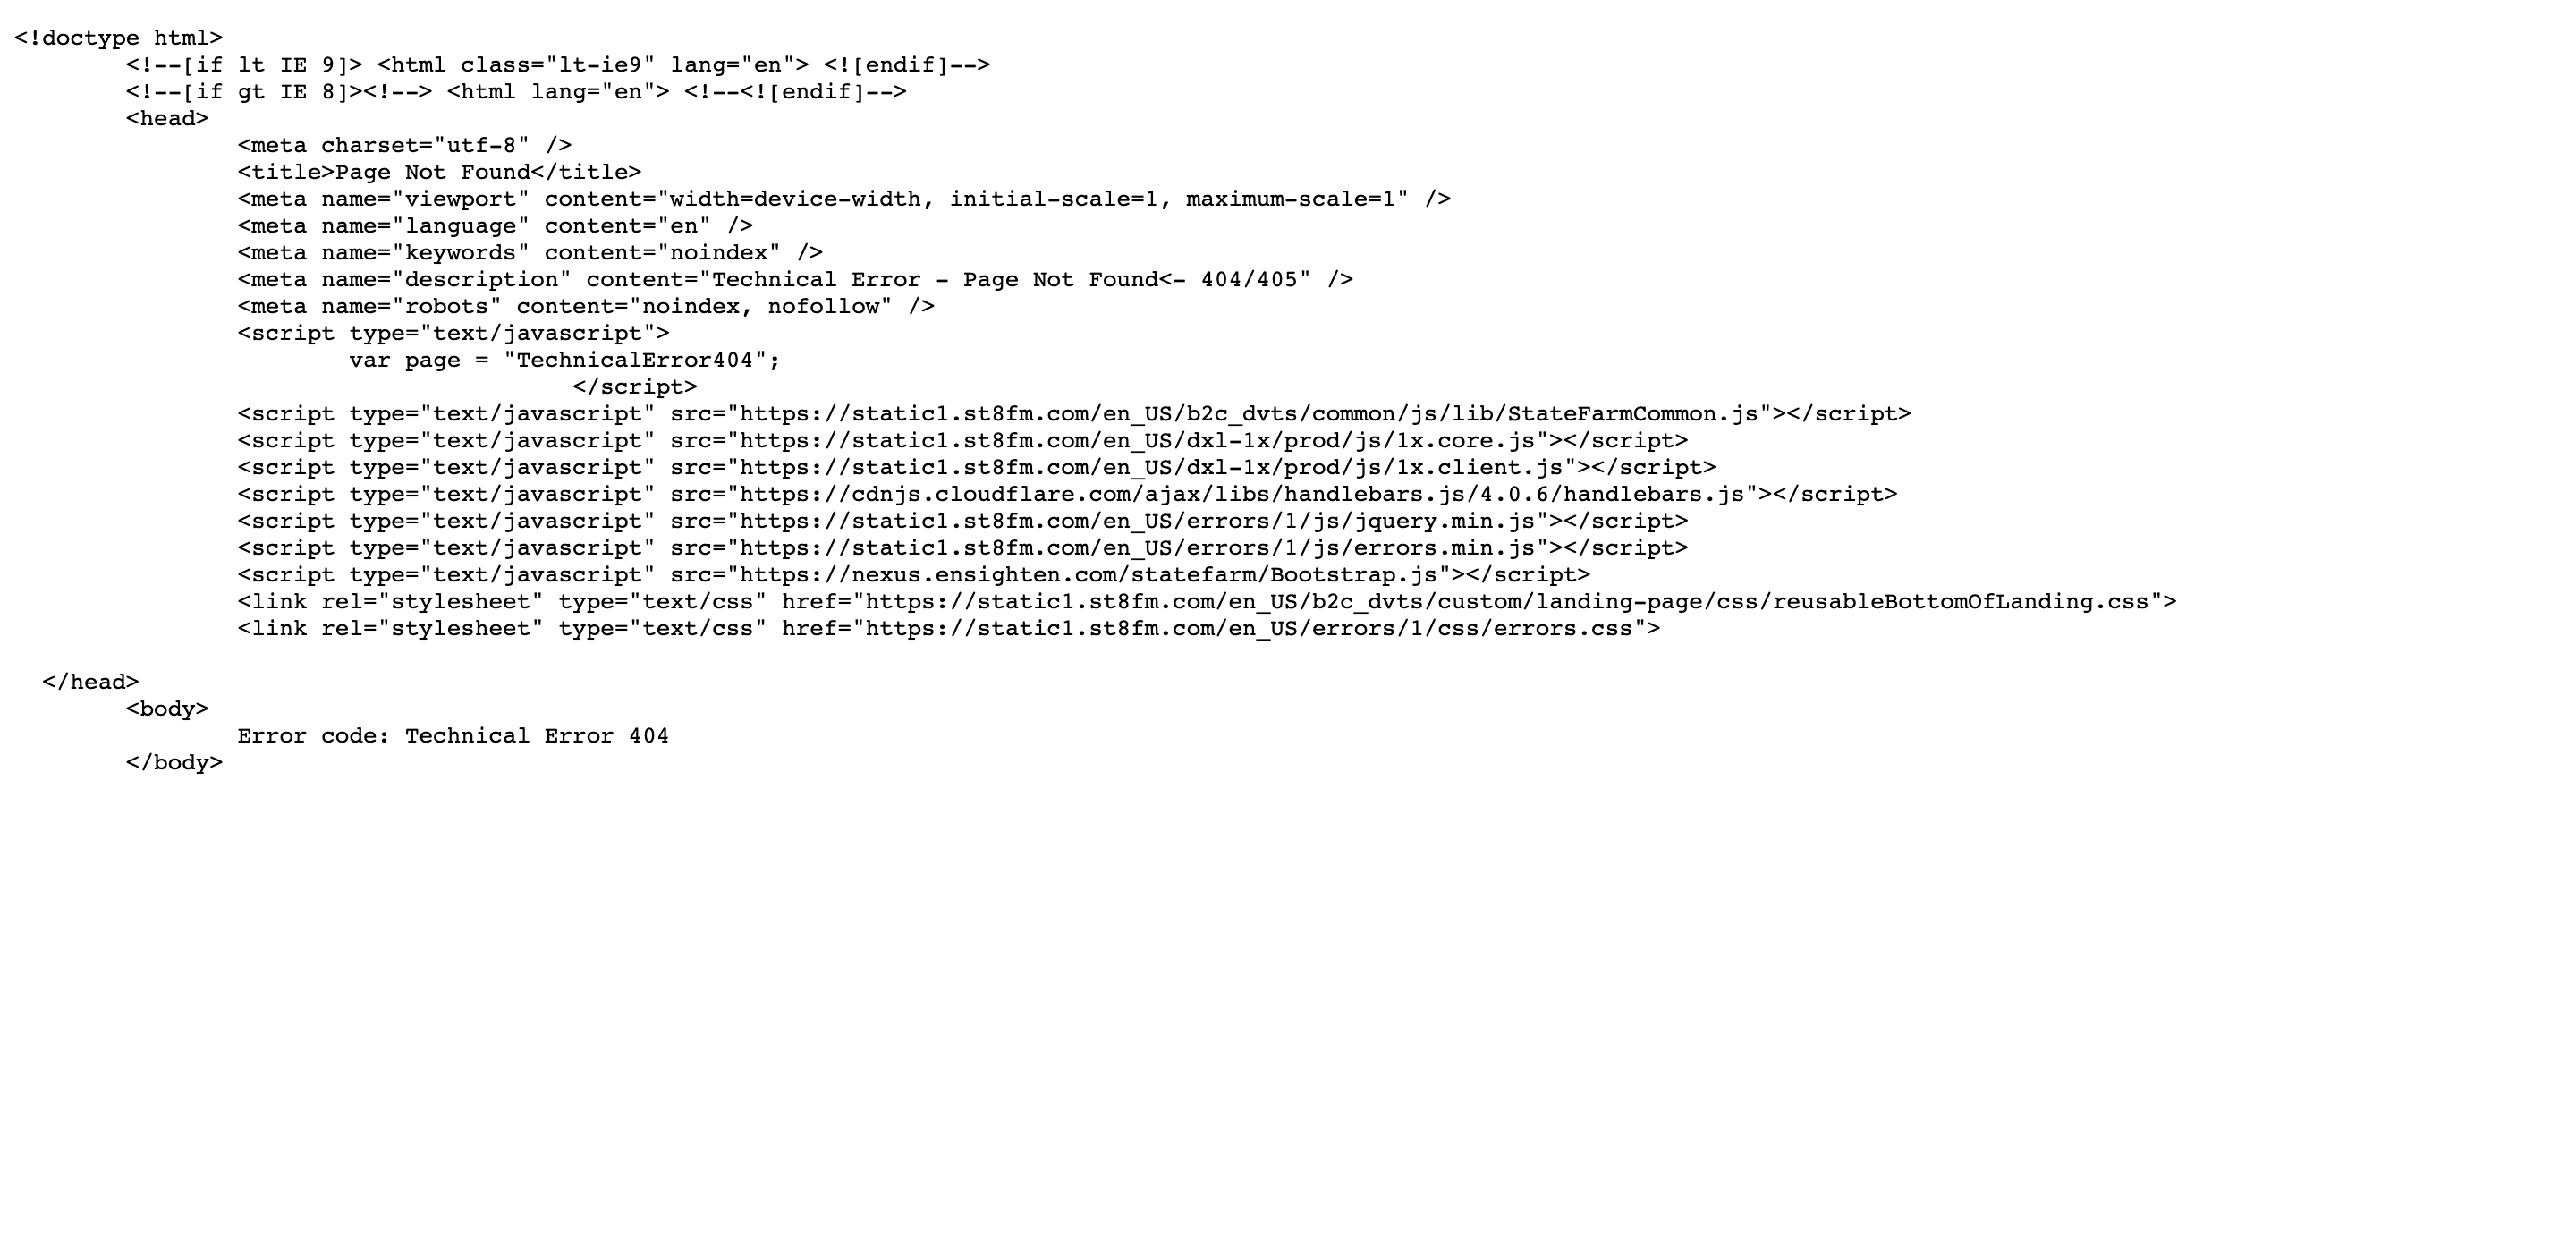 <!doctype html>
<!--[if lt IE 9]> <html class="lt-ie9" lang="en"> <![endif]-->
<!--[if gt IE 8]><!--> <html lang="en"> <!--<![endif]-->
<head>
<meta charset="utf-8" />
<title>Page Not Found</title>
<meta name="viewport" content="width=device-width, initial-scale=1, maximum-scale=1" />
<meta name="language" content="en" />
<meta name="keywords" content="noindex" />
<meta name="description" content="Technical Error - Page Not Found<- 404/405" />
<meta name="robots" content="noindex, nofollow" />
<script type="text/javascript">
var page = "TechnicalError404";
</script>
<script type="text/javascript" src="https://static1.st8fm.com/en_US/b2c_dvts/common/js/lib/StateFarmCommon.js"></script>
<script type="text/javascript" src="https://static1.st8fm.com/en_US/dxl-1x/prod/js/1x.core.js"></script>
<script type="text/javascript" src="https://static1.st8fm.com/en_US/dxl-1x/prod/js/1x.client.js"></script>
<script type="text/javascript" src="https://cdnjs.cloudflare.com/ajax/libs/handlebars.js/4.0.6/handlebars.js"></script>
<script type="text/javascript" src="https://static1.st8fm.com/en_US/errors/1/js/jquery.min.js"></script>
<script type="text/javascript" src="https://static1.st8fm.com/en_US/errors/1/js/errors.min.js"></script>
<script type="text/javascript" src="https://nexus.ensighten.com/statefarm/Bootstrap.js"></script>
<link rel="stylesheet" type="text/css" href="https://static1.st8fm.com/en_US/b2c_dvts/custom/landing-page/css/reusableBottomOfLanding.css">
<link rel="stylesheet" type="text/css" href="https://static1.st8fm.com/en_US/errors/1/css/errors.css">
</head>
<body>
Error code: Technical Error 404
</body>